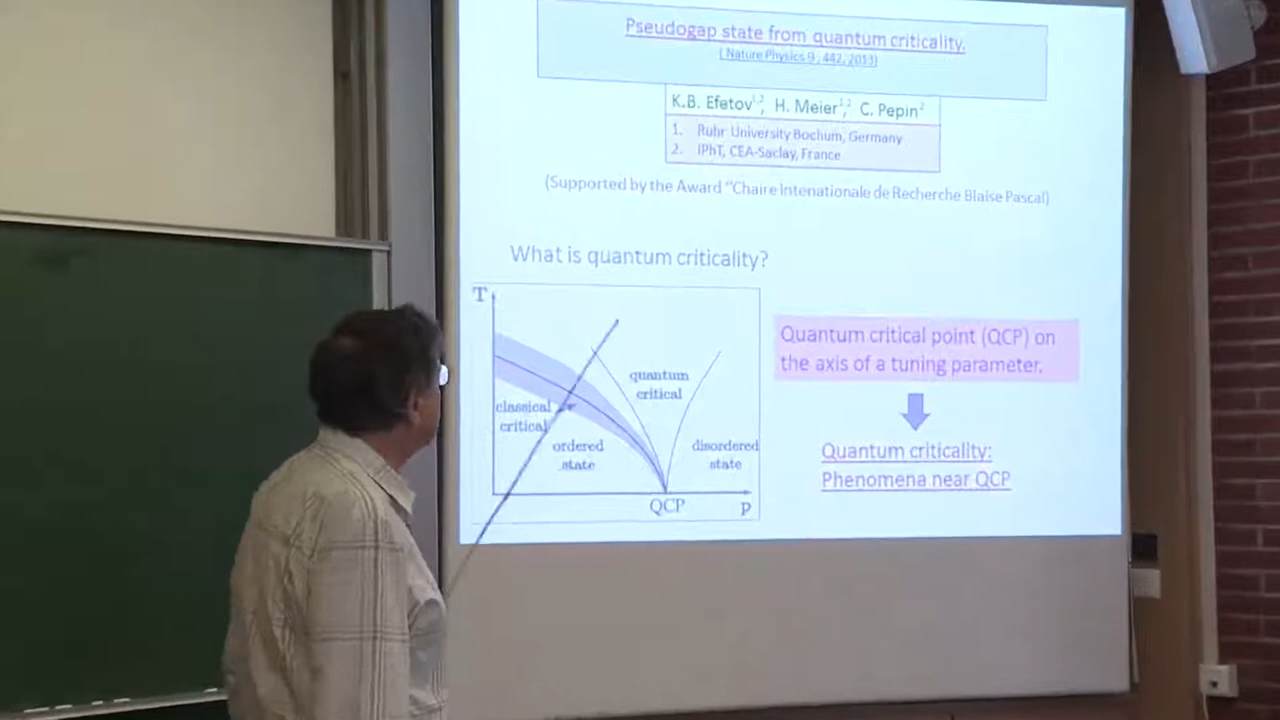 Pseudogap state from quantum criticality.
( Nature Physics 9 , 442, 2013)
K.B. Efetov1,2, H. Meier1,2, C. Pepin2
1. Ruhr University Bochum, Germany
2. IPhT, CEA-Saclay, France
(Supported by the Award "Chaire Intenationale de Recherche Blaise Pascal)
What is quantum criticality?
T
quantum
critical
classical
critical
ordered
state
disordered
state
QCP
p
Quantum critical point (QCP) on
the axis of a tuning parameter.
Quantum criticality:
Phenomena near QCP